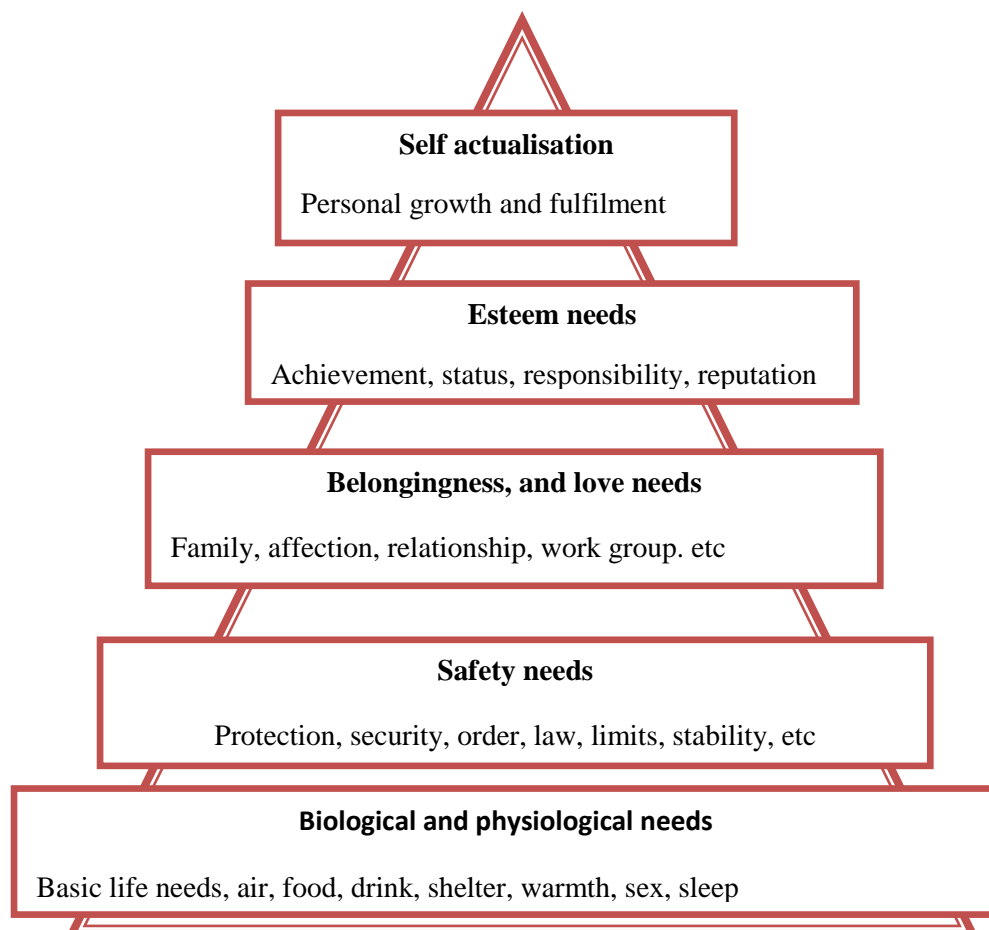 Self actualisation
Personal growth and fulfilment
Esteem needs
Achievement, status, responsibility, reputation
Belongingness, and love needs
Family, affection, relationship, work group. etc
Safety needs
Protection, security, order, law, limits, stability, etc
Biological and physiological needs
Basic life needs, air, food, drink, shelter, warmth, sex, sleep